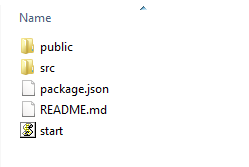 Name
public
src
package.json
README.md
start